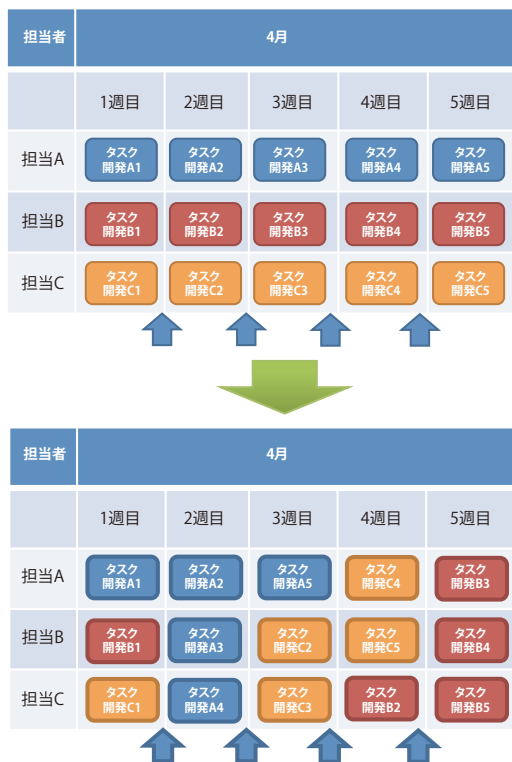 担当者 4月
1週目 2週目 3週目 4週目 5週目
担当A
タスク 開発A1
タスク 開発A2
タスク 開発A3
タスク 開発A4
タスク 開発A5
担当B
タスク 開発B1
タスク 開発B2
タスク 開発B3
タスク 開発B4
タスク 開発B5
担当C
タスク 開発C1
タスク 開発C2
タスク 開発C3
タスク 開発C4
タスク 開発C5
担当者 4月
1週目 2週目 3週目 4週目 5週目
担当A
タスク 開発A1
タスク 開発A2
タスク 開発A5
タスク 開発C4
タスク 開発B3
担当B
タスク 開発B1
タスク 開発A3
タスク 開発C2
タスク 開発C5
タスク 開発B4
担当C
タスク 開発C1
タスク 開発A4
タスク 開発C3
タスク 開発B2
タスク 開発B5